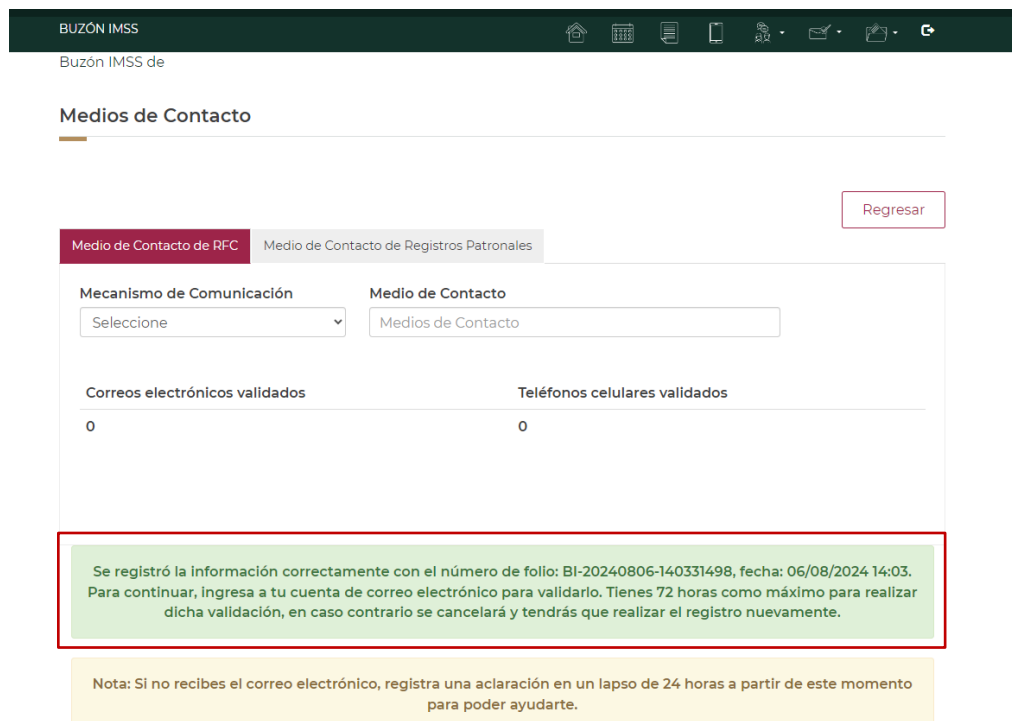 BUZÓN IMSS
Buzón IMSS de
Medios de Contacto
Regresar
Medio de Contacto de RFC
Medio de Contacto de Registros Patronales
Mecanismo de Comunicación
Medio de Contacto
Seleccione
Medios de Contacto
Correos electrónicos validados
Teléfonos celulares validados
0
0
Se registró la información correctamente con el número de folio: BI-20240806-140331498, fecha: 06/08/2024 14:03.
Para continuar, ingresa a tu cuenta de correo electrónico para validarlo. Tienes 72 horas como máximo para realizar
dicha validación, en caso contrario se cancelará y tendrás que realizar el registro nuevamente.
Nota: Si no recibes el correo electrónico, registra una aclaración en un lapso de 24 horas a partir de este momento
para poder ayudarte.